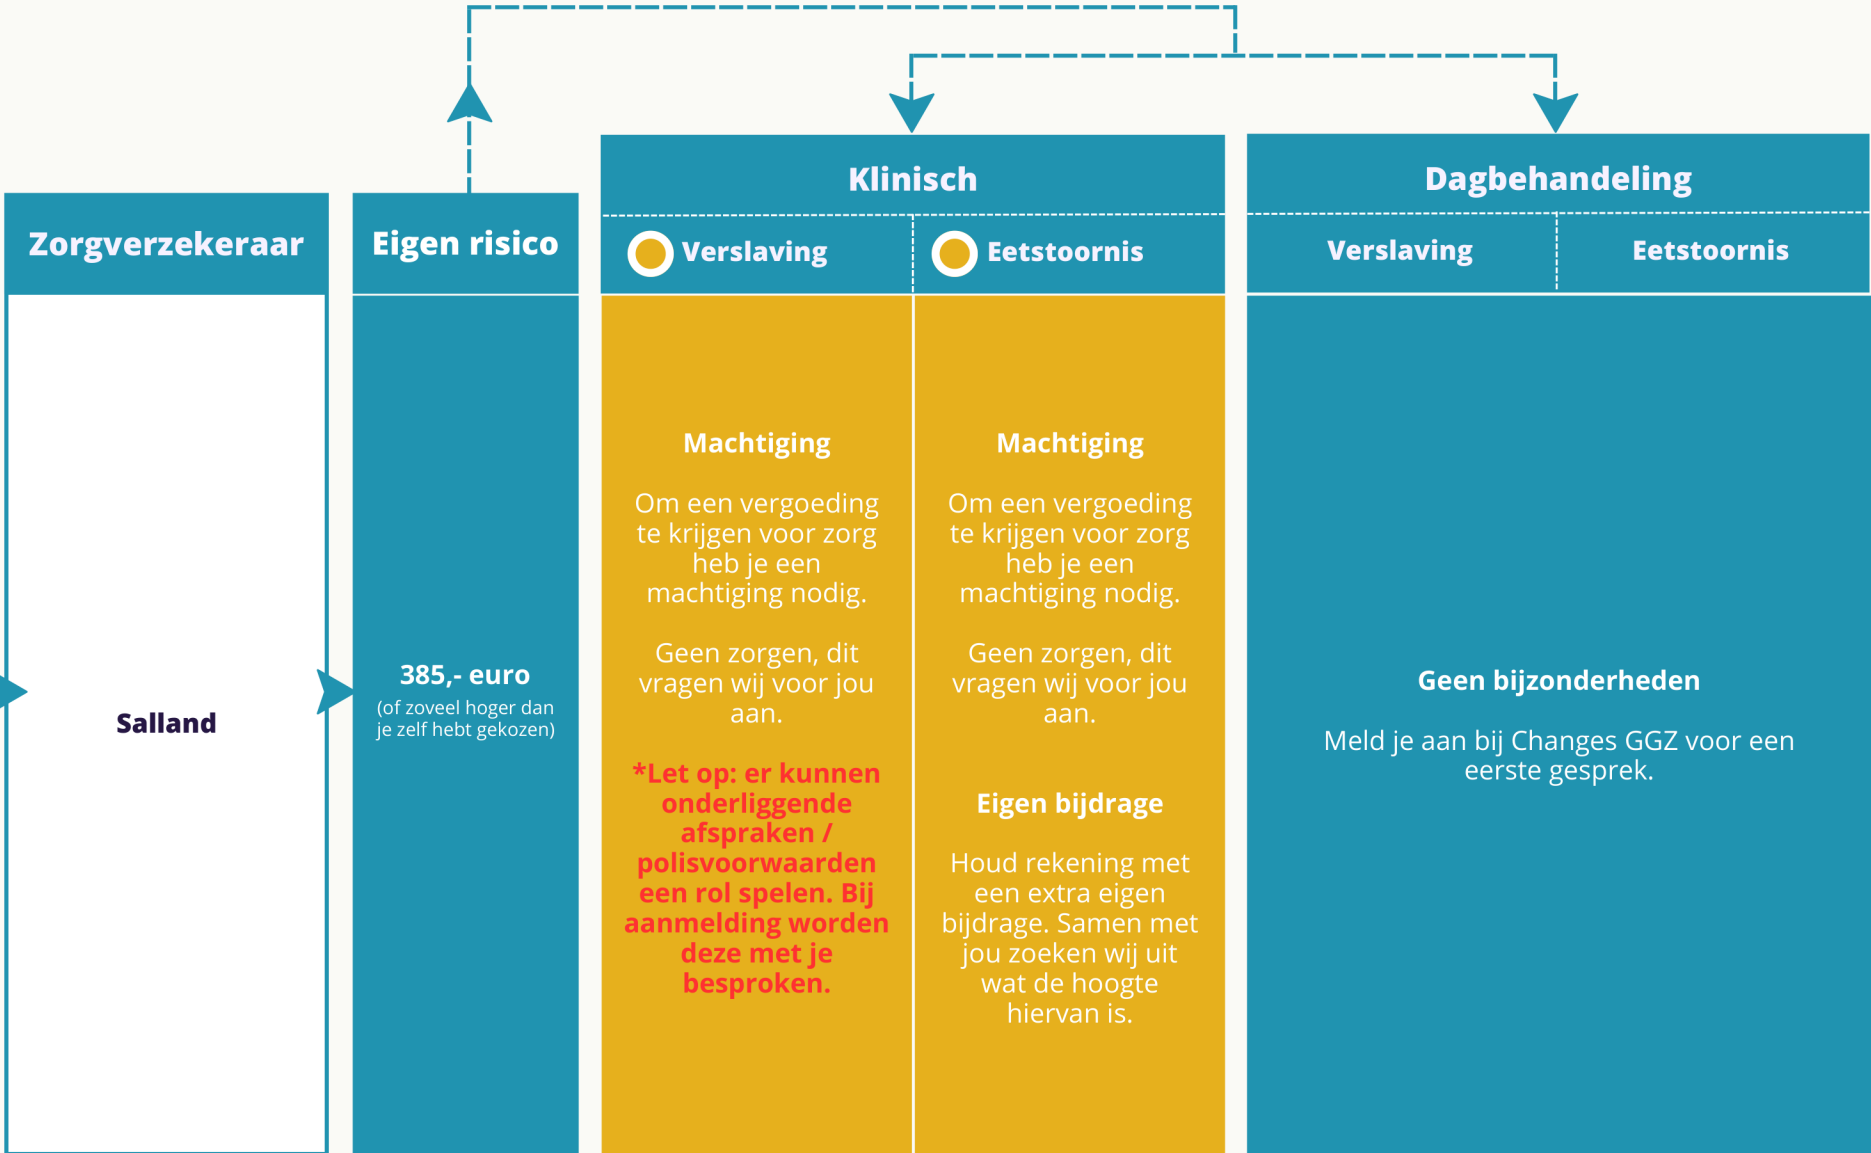 Zorgverzekeraar
Salland
Eigen risico
385,- euro
(of zoveel hoger dan
je zelf hebt gekozen)
Klinisch
Verslaving
Machtiging
Om een vergoeding
te krijgen voor zorg
heb je een
machtiging nodig.
Geen zorgen, dit
vragen wij voor jou
aan.
*Let op: er kunnen
onderliggende
afspraken /
polisvoorwaarden
een rol spelen. Bij
aanmelding worden
deze met je
besproken.
Eetstoornis
Machtiging
Om een vergoeding
te krijgen voor zorg
heb je een
machtiging nodig.
Geen zorgen, dit
vragen wij voor jou
aan.
Eigen bijdrage
Houd rekening met
een extra eigen
bijdrage. Samen met
jou zoeken wij uit
wat de hoogte
hiervan is.
Dagbehandeling
Verslaving
Eetstoornis
Geen bijzonderheden
Meld je aan bij Changes GGZ voor een
eerste gesprek.